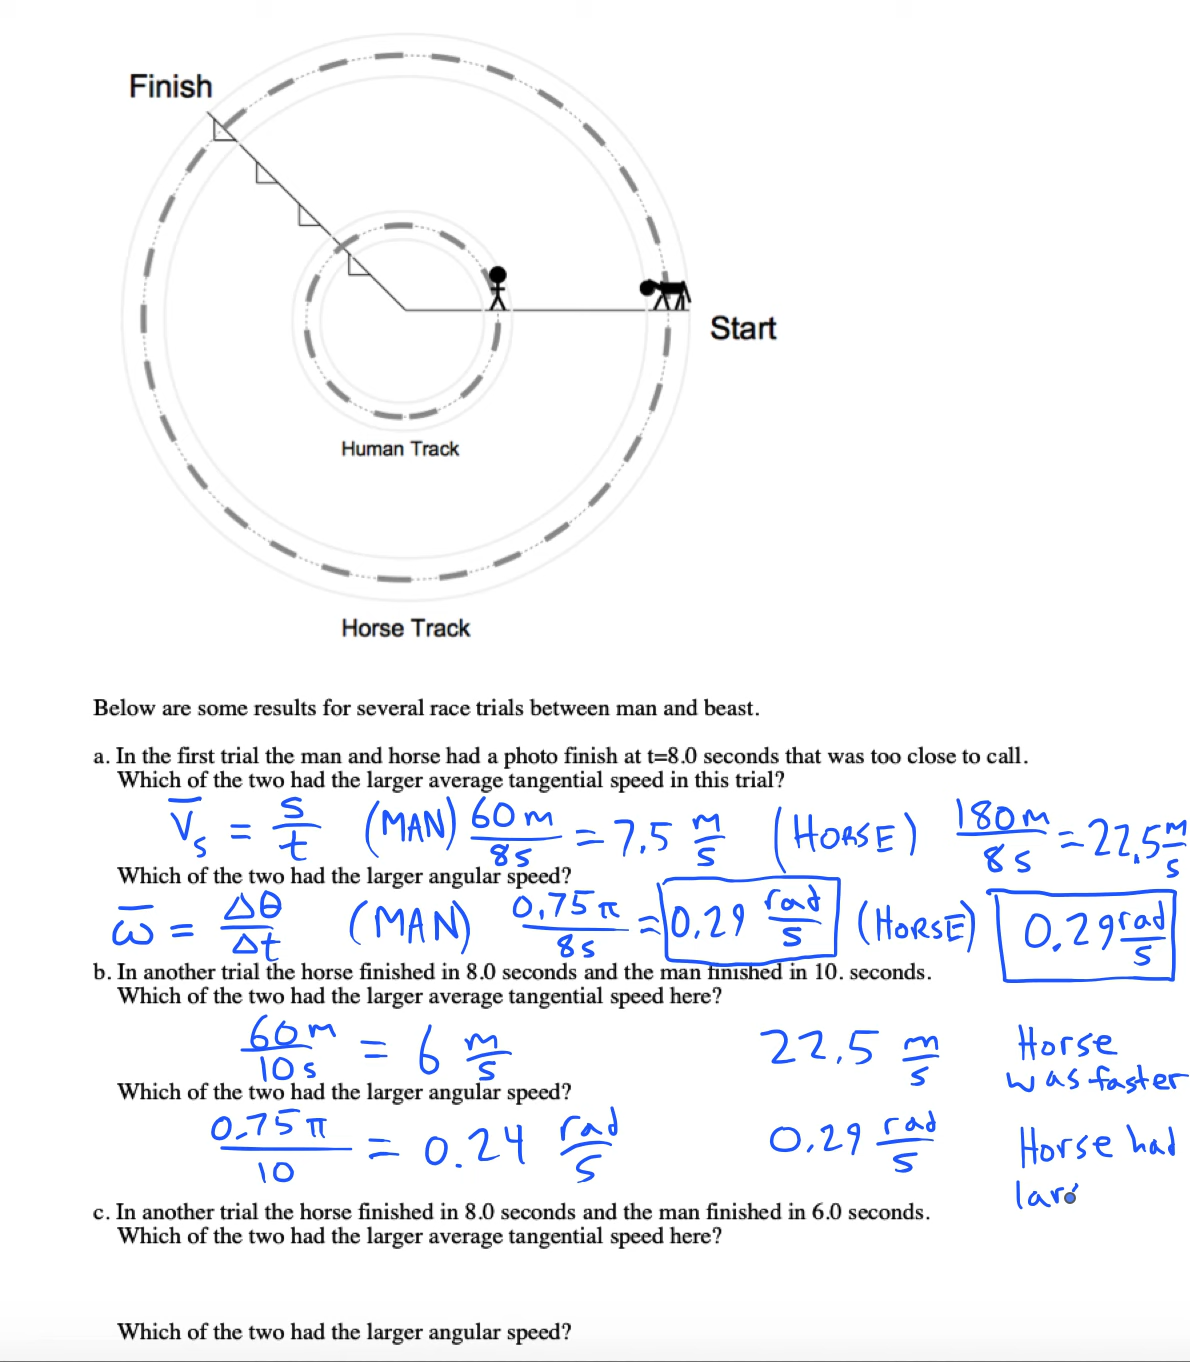 Finish
Start
Human Track
Horse Track
Below are some results for several race trials between man and beast.
a. In the first trial the man and horse had a photo finish at t=8.0 seconds that was too close to call.
Which of the two had the larger average tangential speed in this trial?
V̄s = s/t (MAN) 60m/8s = 7.5 m/s (HORSE) 180m/8s = 22.5 m/s
Which of the two had the larger angular speed?
ω̄ = Δθ/Δt (MAN) 0.75π/8s = 0.29 rad/s (HORSE) 0.29 rad/s
b. In another trial the horse finished in 8.0 seconds and the man finished in 10. seconds.
Which of the two had the larger average tangential speed here?
60m/10s = 6 m/s 22.5 m/s Horse
was faster
Which of the two had the larger angular speed?
0.75π/10 = 0.24 rad/s 0.29 rad/s Horse had
lar
c. In another trial the horse finished in 8.0 seconds and the man finished in 6.0 seconds.
Which of the two had the larger average tangential speed here?
Which of the two had the larger angular speed?